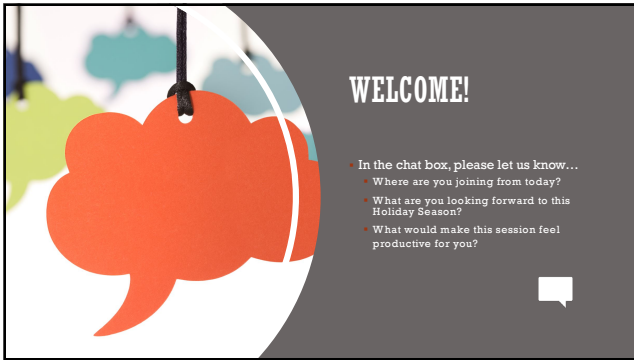 WELCOME!
In the chat box, please let us know…
Where are you joining from today?
What are you looking forward to this
Holiday Season?
What would make this session feel
productive for you?